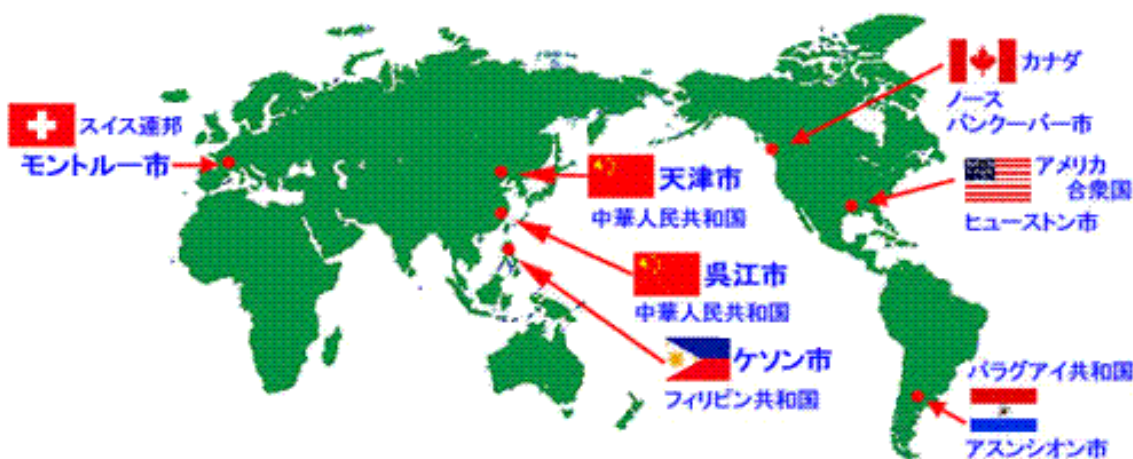 スイス連邦
モントルー市
天津市
中華人民共和国
呉江市
中華人民共和国
ケソン市
フィリピン共和国
カナダ
ノース
バンクーバー市
アメリカ
合衆国
ヒューストン市
パラグアイ共和国
アスンシオン市